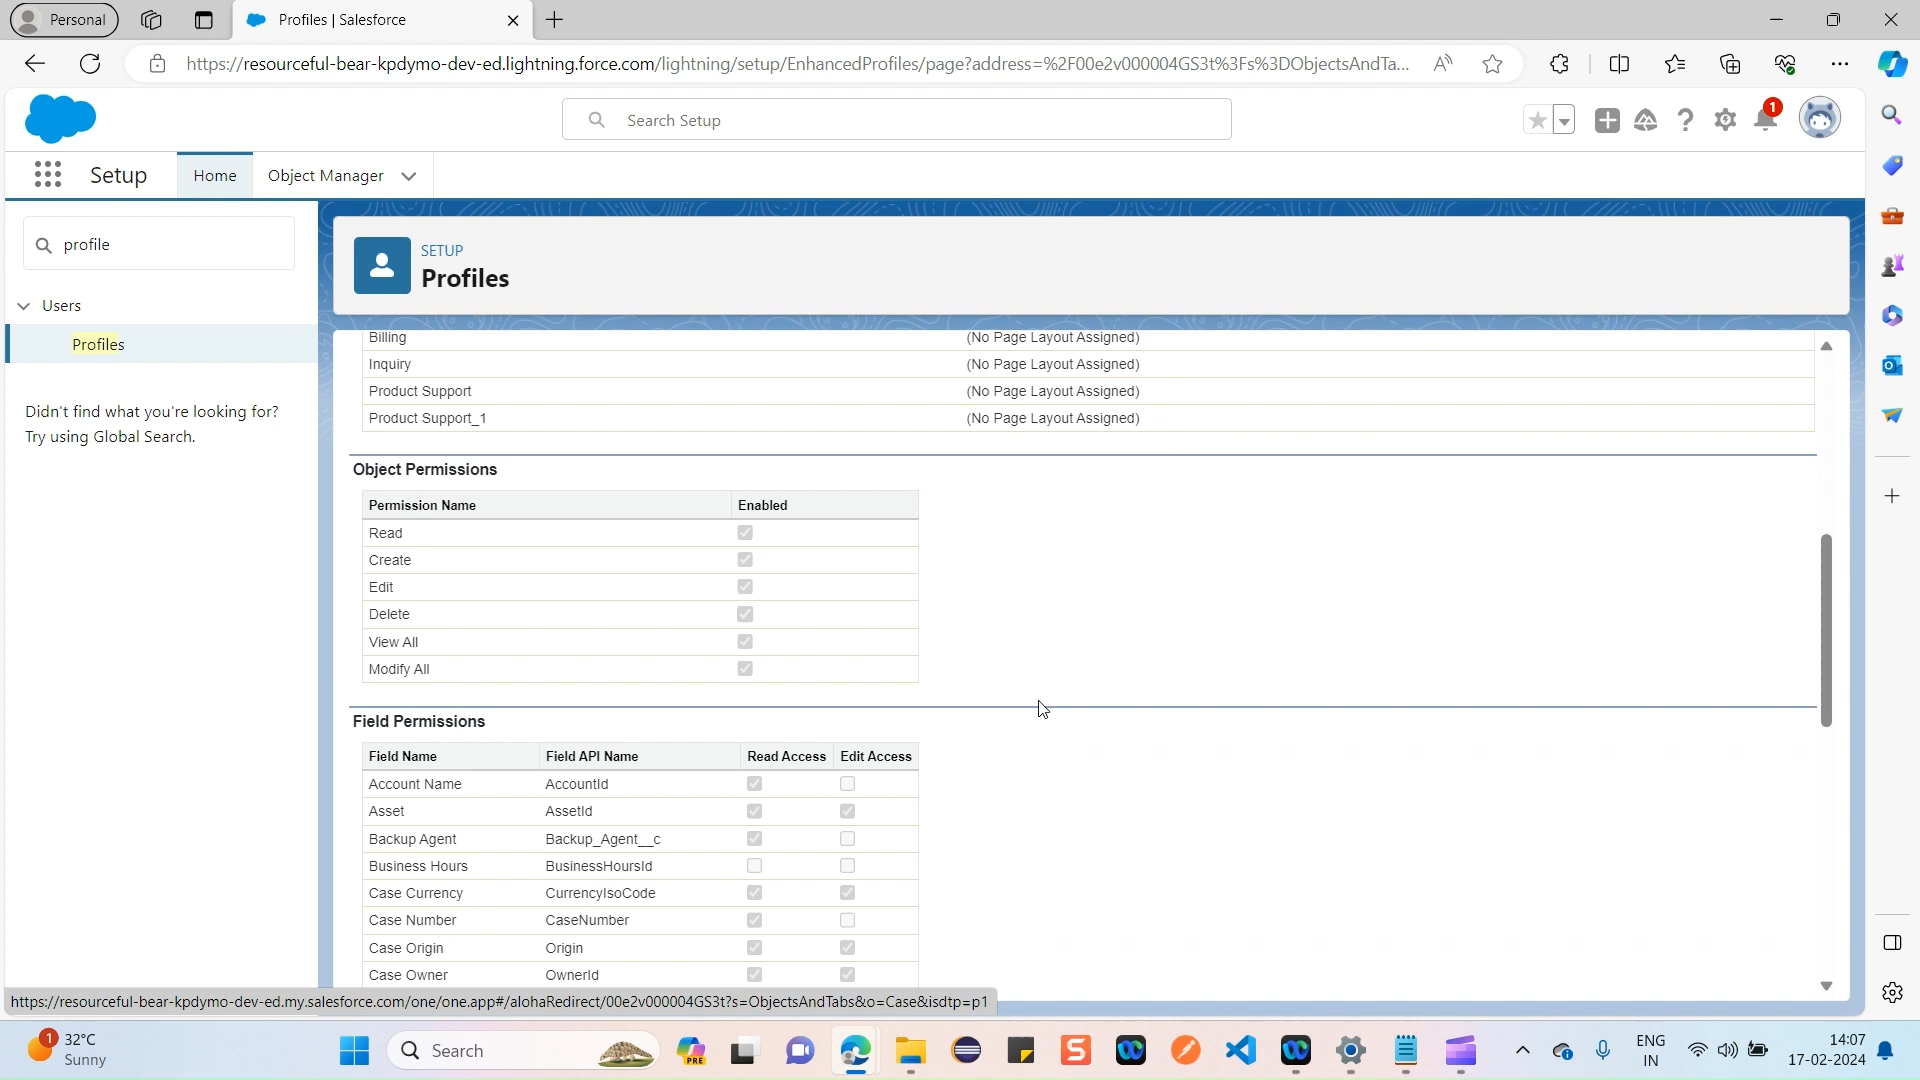 Personal
Profiles | Salesforce
https://resourceful-bear-kpdymo-dev-ed.lightning.force.com/lightning/setup/EnhancedProfiles/page?address=%2F00e2v000004GS3t%3Fs%3DObjectsAndTa...
Search Setup
1
Setup
Home
Object Manager
profile
Users
Profiles
Didn't find what you're looking for?
Try using Global Search.
SETUP
Profiles
Billing (No Page Layout Assigned)
Inquiry (No Page Layout Assigned)
Product Support (No Page Layout Assigned)
Product Support_1 (No Page Layout Assigned)
Object Permissions
Permission Name Enabled
Read
Create
Edit
Delete
View All
Modify All
Field Permissions
Field Name Field API Name Read Access Edit Access
Account Name AccountId
Asset AssetId
Backup Agent Backup_Agent__c
Business Hours BusinessHoursId
Case Currency CurrencyIsoCode
Case Number CaseNumber
Case Origin Origin
Case Owner OwnerId
https://resourceful-bear-kpdymo-dev-ed.my.salesforce.com/one/one.app#/alohaRedirect/00e2v000004GS3t?s=ObjectsAndTabs&o=Case&isdtp=p1
1
32°C
Sunny
Search
PRE
ENG
IN
14:07
17-02-2024